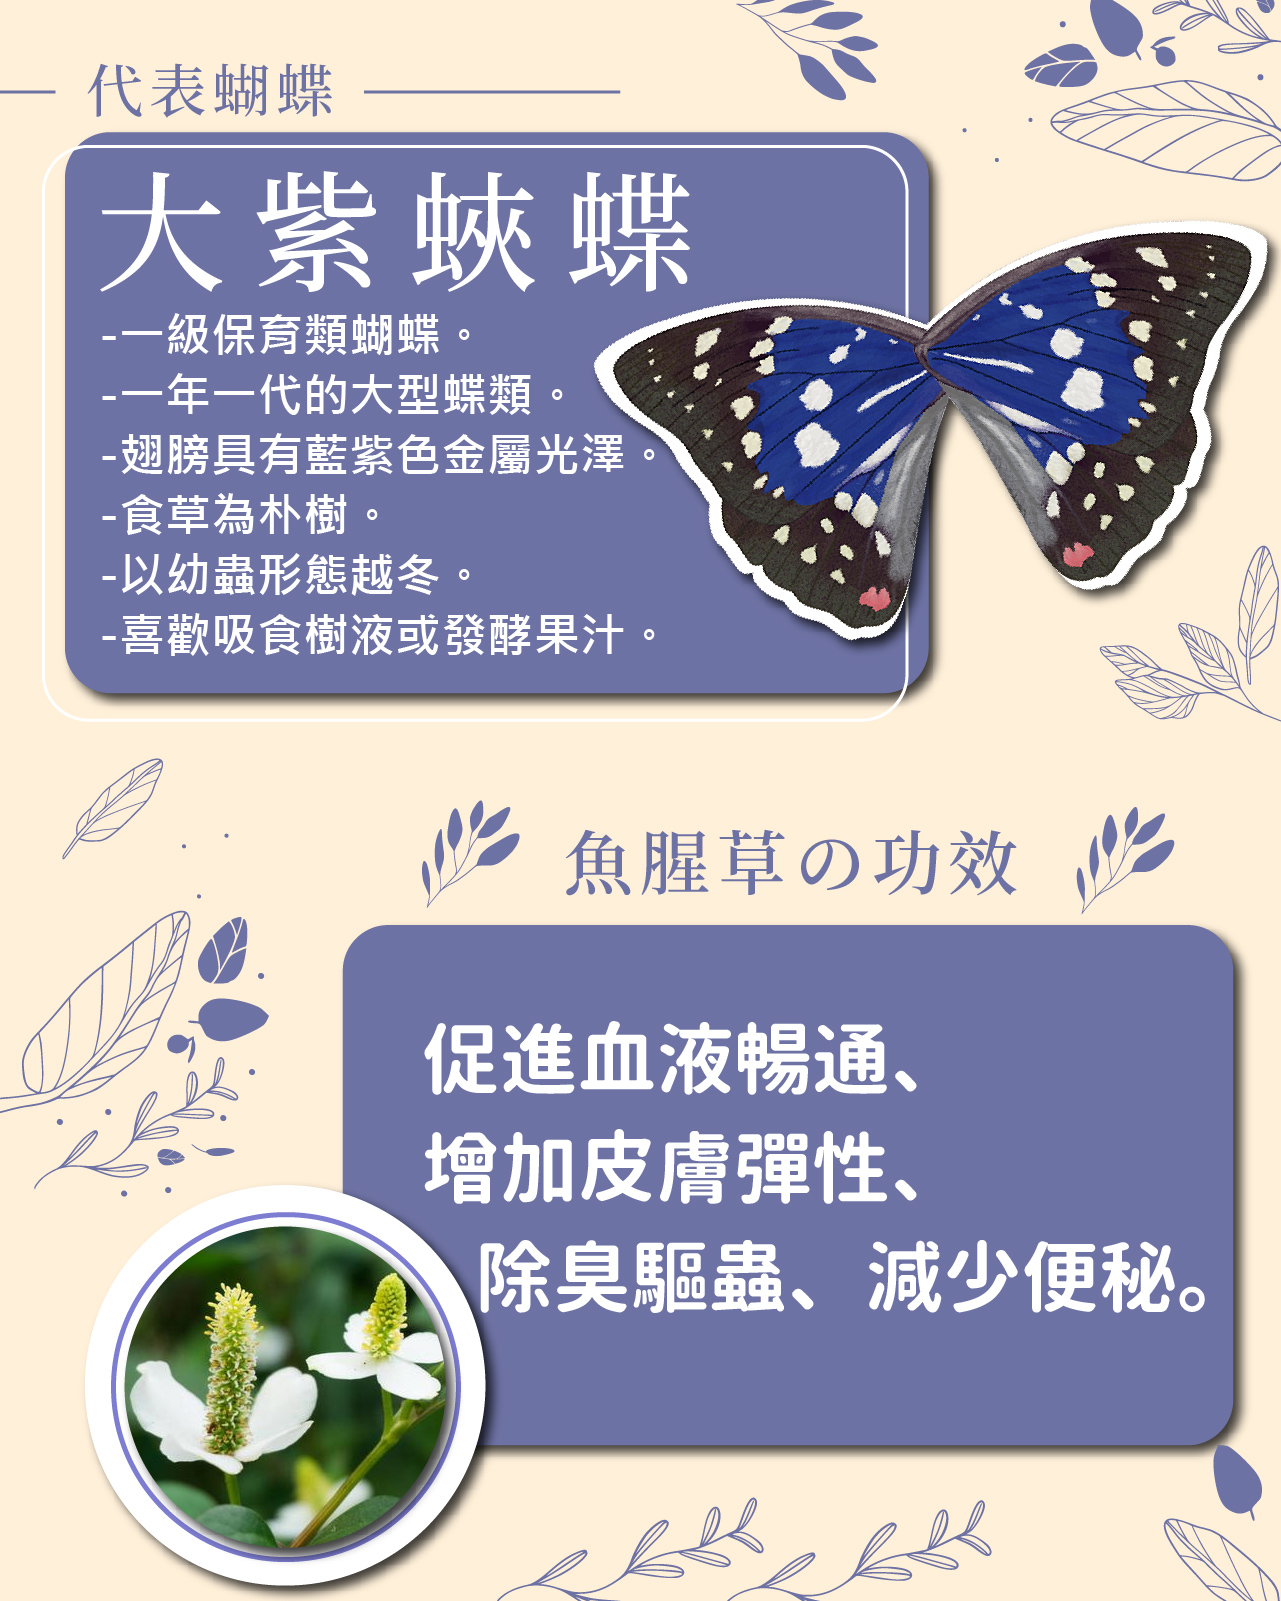 代表蝴蝶
大紫蛺蝶
-一級保育類蝴蝶。
-一年一代的大型蝶類。
-翅膀具有藍紫色金屬光澤。
-食草為朴樹。
-以幼蟲形態越冬。
-喜歡吸食樹液或發酵果汁。
魚腥草の功效
促進血液暢通、
增加皮膚彈性、
除臭驅蟲、減少便秘。